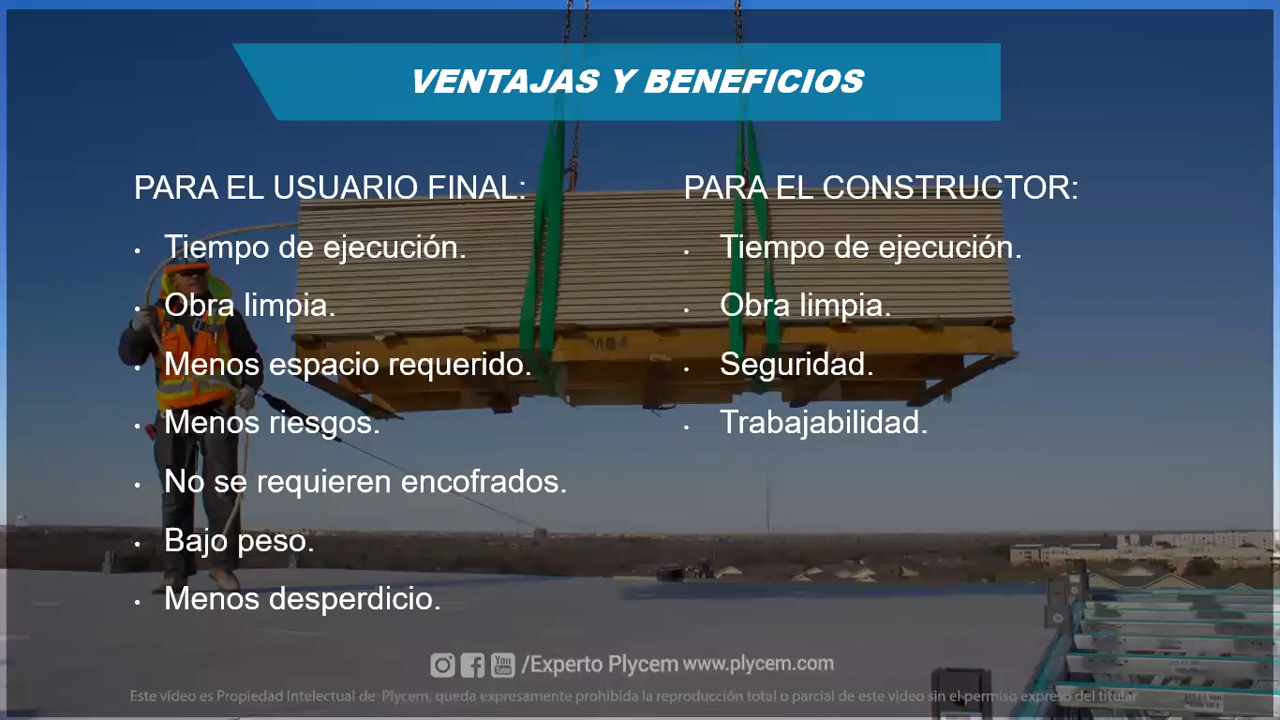 VENTAJAS Y BENEFICIOS
PARA EL USUARIO FINAL:
• Tiempo de ejecución.
• Obra limpia.
• Menos espacio requerido.
• Menos riesgos.
• No se requieren encofrados.
• Bajo peso.
• Menos desperdicio.
PARA EL CONSTRUCTOR:
• Tiempo de ejecución.
• Obra limpia.
• Seguridad.
• Trabajabilidad.
You Tube /Experto Plycem www.plycem.com
Este vídeo es Propiedad Intelectual de Plycem, queda expresamente prohibida la reproducción total o parcial de este video sin el permiso expreso del titular